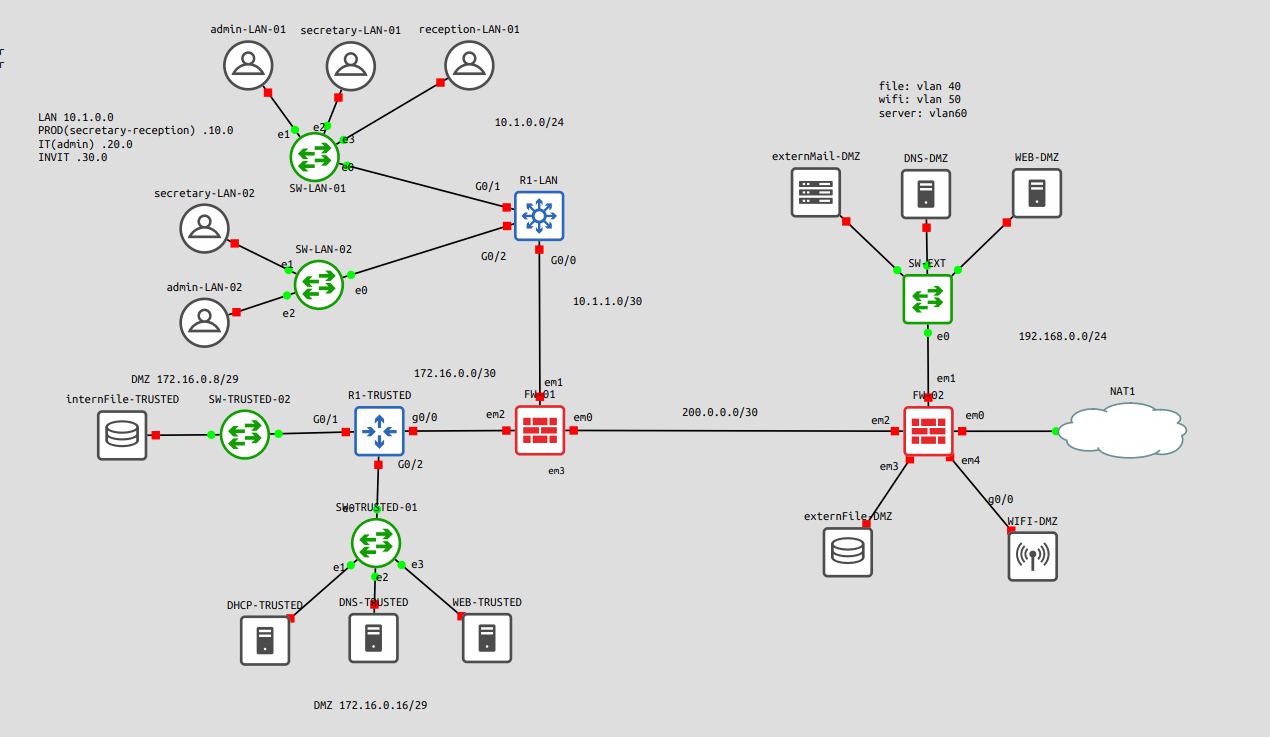 r
r
admin-LAN-01
secretary-LAN-01
reception-LAN-01
LAN 10.1.0.0
PROD(secretary-reception) .10.0
IT(admin) .20.0
INVIT .30.0
e1
e2
e3
e0
SW-LAN-01
10.1.0.0/24
G0/1
R1-LAN
G0/2
G0/0
secretary-LAN-02
SW-LAN-02
e1
e0
admin-LAN-02
e2
10.1.1.0/30
file: vlan 40
wifi: vlan 50
server: vlan60
externMail-DMZ
DNS-DMZ
WEB-DMZ
SW-EXT
e0
192.168.0.0/24
em1
DMZ 172.16.0.8/29
172.16.0.0/30
internFile-TRUSTED
SW-TRUSTED-02
R1-TRUSTED
G0/1
g0/0
G0/2
em1
FW-01
em2
em0
em3
200.0.0.0/30
FW-02
em2
em0
em3
em4
NAT1
g0/0
externFile-DMZ
WIFI-DMZ
SW-TRUSTED-01
e0
e1
e2
e3
DHCP-TRUSTED
DNS-TRUSTED
WEB-TRUSTED
DMZ 172.16.0.16/29